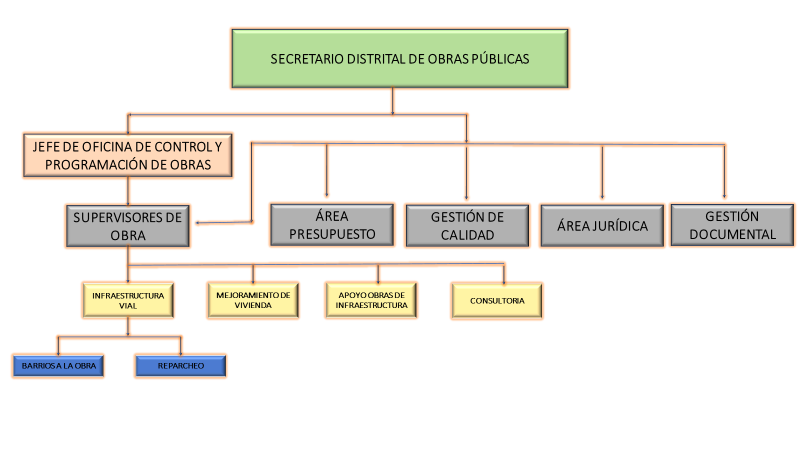 SECRETARIO DISTRITAL DE OBRAS PÚBLICAS
JEFE DE OFICINA DE CONTROL Y
PROGRAMACIÓN DE OBRAS
SUPERVISORES DE
OBRA
ÁREA
PRESUPUESTO
GESTIÓN DE
CALIDAD
ÁREA JURÍDICA
GESTIÓN
DOCUMENTAL
INFRAESTRUCTURA
VIAL
MEJORAMIENTO DE
VIVIENDA
APOYO OBRAS DE
INFRAESTRUCTURA
CONSULTORIA
BARRIOS A LA OBRA
REPARCHEO